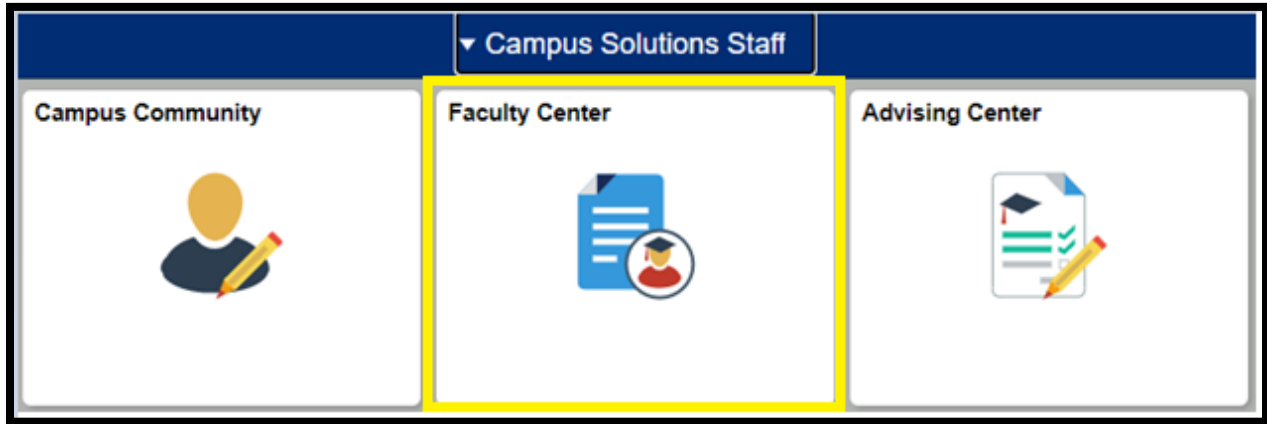 Campus Solutions Staff
Campus Community
Faculty Center
Advising Center